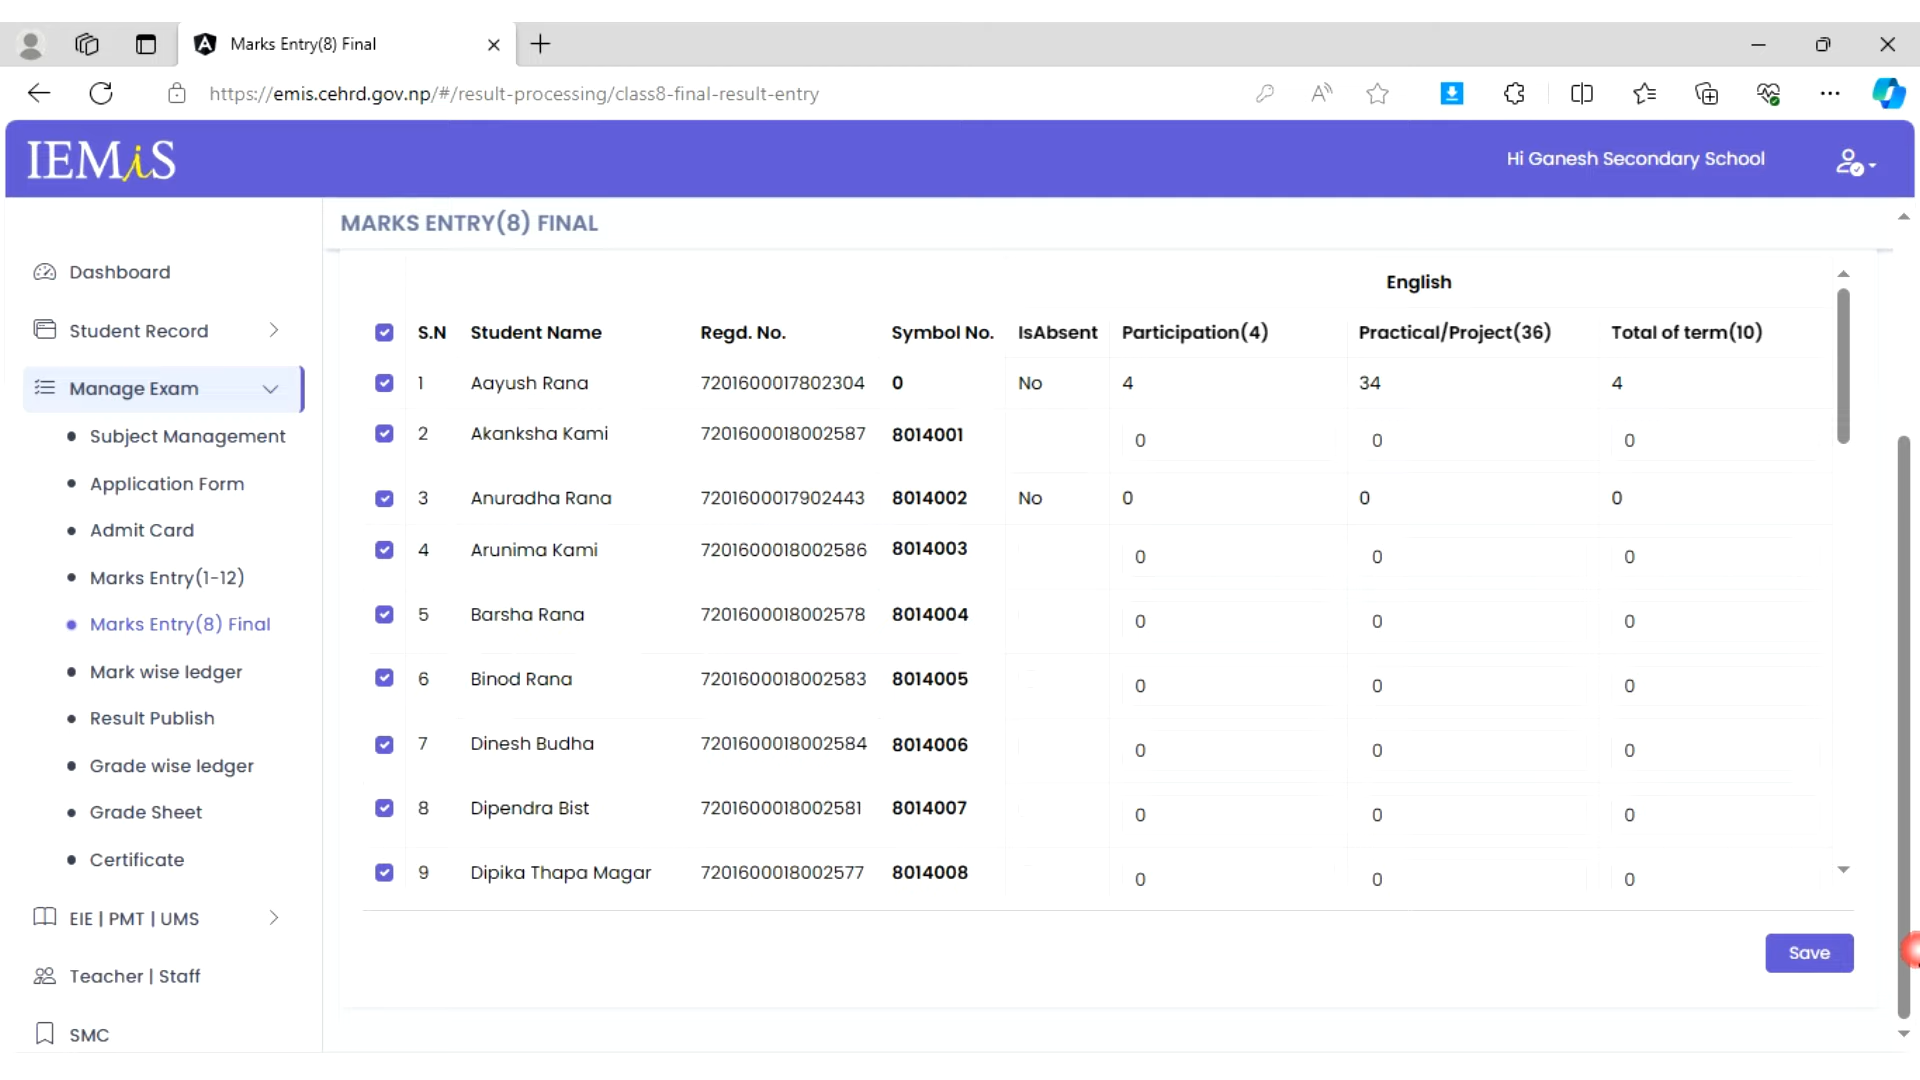 Marks Entry(8) Final
https://emis.cehrd.gov.np/#/result-processing/class8-final-result-entry
IEMiS
Hi Ganesh Secondary School
MARKS ENTRY(8) FINAL
Dashboard
Student Record
Manage Exam
Subject Management
Application Form
Admit Card
Marks Entry(1-12)
Marks Entry(8) Final
Mark wise ledger
Result Publish
Grade wise ledger
Grade Sheet
Certificate
EIE | PMT | UMS
Teacher | Staff
SMC
English
S.N Student Name Regd. No. Symbol No. IsAbsent Participation(4) Practical/Project(36) Total of term(10)
1 Aayush Rana 7201600017802304 0 No 4 34 4
2 Akanksha Kami 7201600018002587 8014001 0 0 0
3 Anuradha Rana 7201600017902443 8014002 No 0 0 0
4 Arunima Kami 7201600018002586 8014003 0 0 0
5 Barsha Rana 7201600018002578 8014004 0 0 0
6 Binod Rana 7201600018002583 8014005 0 0 0
7 Dinesh Budha 7201600018002584 8014006 0 0 0
8 Dipendra Bist 7201600018002581 8014007 0 0 0
9 Dipika Thapa Magar 7201600018002577 8014008 0 0 0
Save